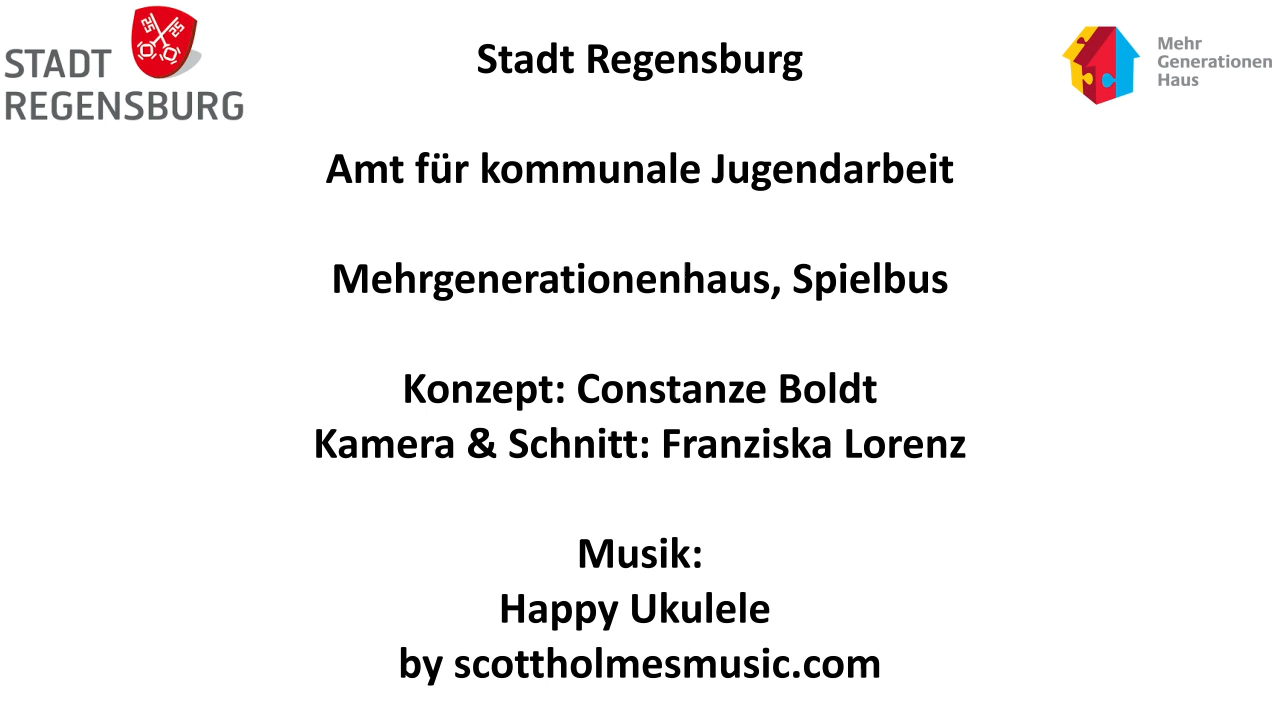 STADT
REGENSBURG
Stadt Regensburg
Mehr
Generationen
Haus
Amt für kommunale Jugendarbeit
Mehrgenerationenhaus, Spielbus
Konzept: Constanze Boldt
Kamera & Schnitt: Franziska Lorenz
Musik:
Happy Ukulele
by scottholmesmusic.com